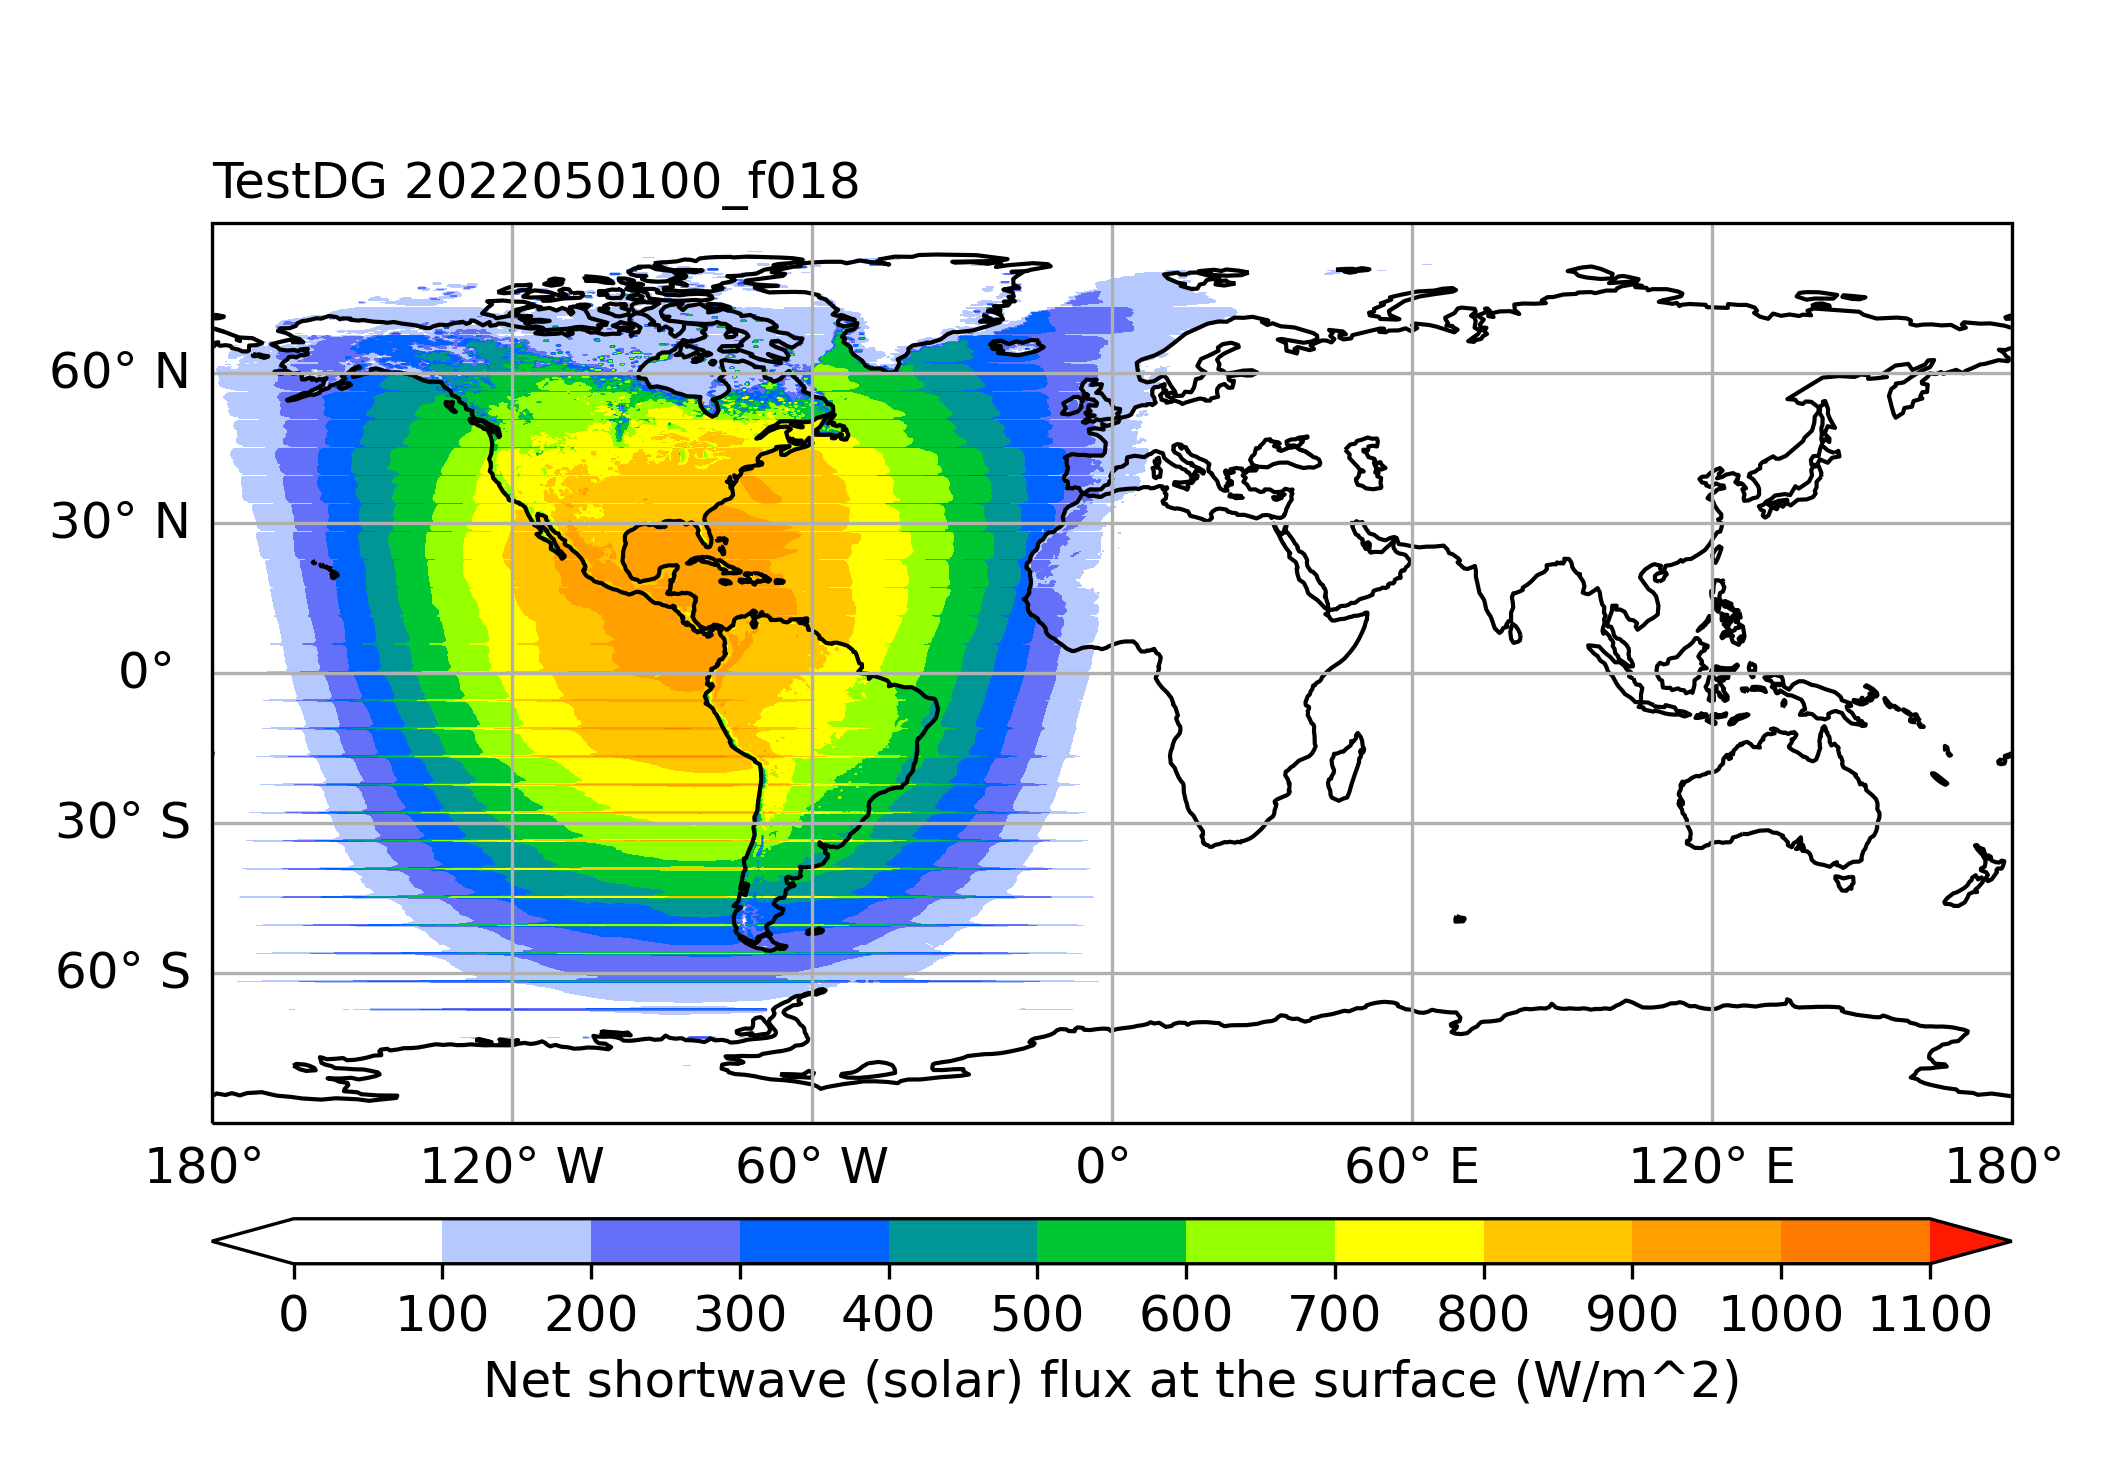 TestDG 2022050100_f018
60° N
30° N
0°
30° S
60° S
180° 120° W 60° W 0° 60° E 120° E 180°
0 100 200 300 400 500 600 700 800 900 1000 1100
Net shortwave (solar) flux at the surface (W/m^2)